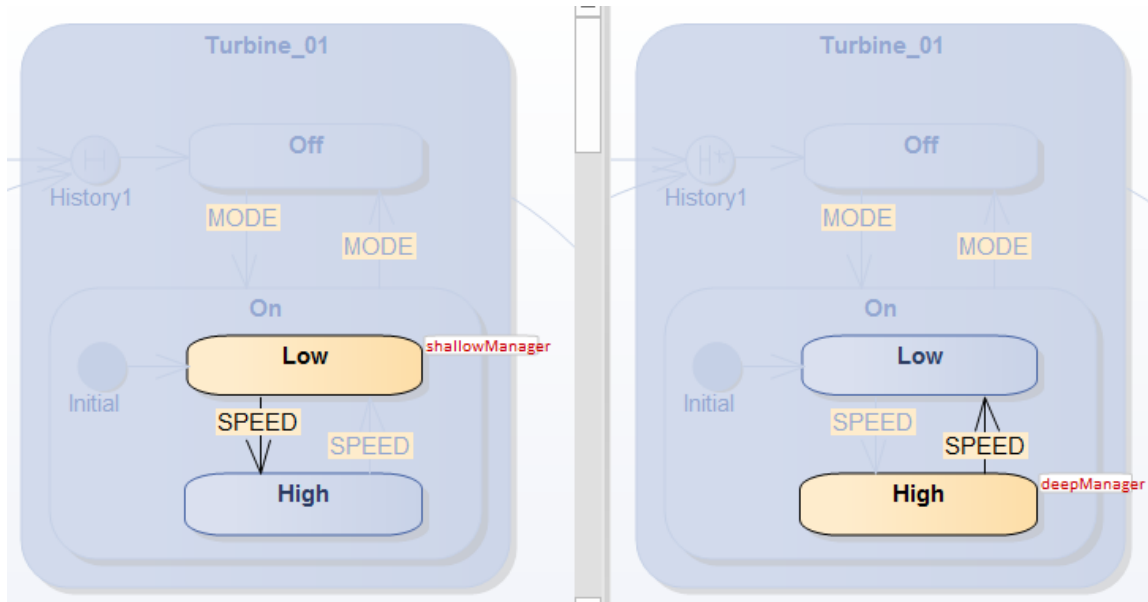 Turbine_01
H
Off
History1
MODE
MODE
On
Low
shallowManager
Initial
SPEED
SPEED
High
Turbine_01
H*
Off
History1
MODE
MODE
On
Low
Initial
SPEED
SPEED
High
deepManager